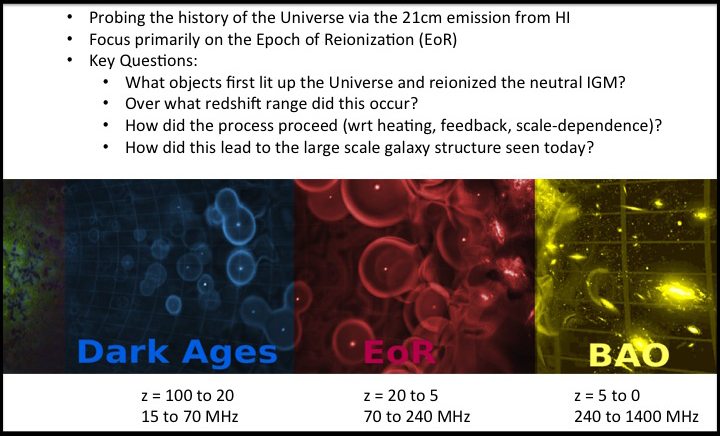 • Probing the history of the Universe via the 21cm emission from HI
• Focus primarily on the Epoch of Reionization (EoR)
• Key Questions:
• What objects first lit up the Universe and reionized the neutral IGM?
• Over what redshift range did this occur?
• How did the process proceed (wrt heating, feedback, scale-dependence)?
• How did this lead to the large scale galaxy structure seen today?
Dark Ages EoR BAO
z = 100 to 20 z = 20 to 5 z = 5 to 0
15 to 70 MHz 70 to 240 MHz 240 to 1400 MHz